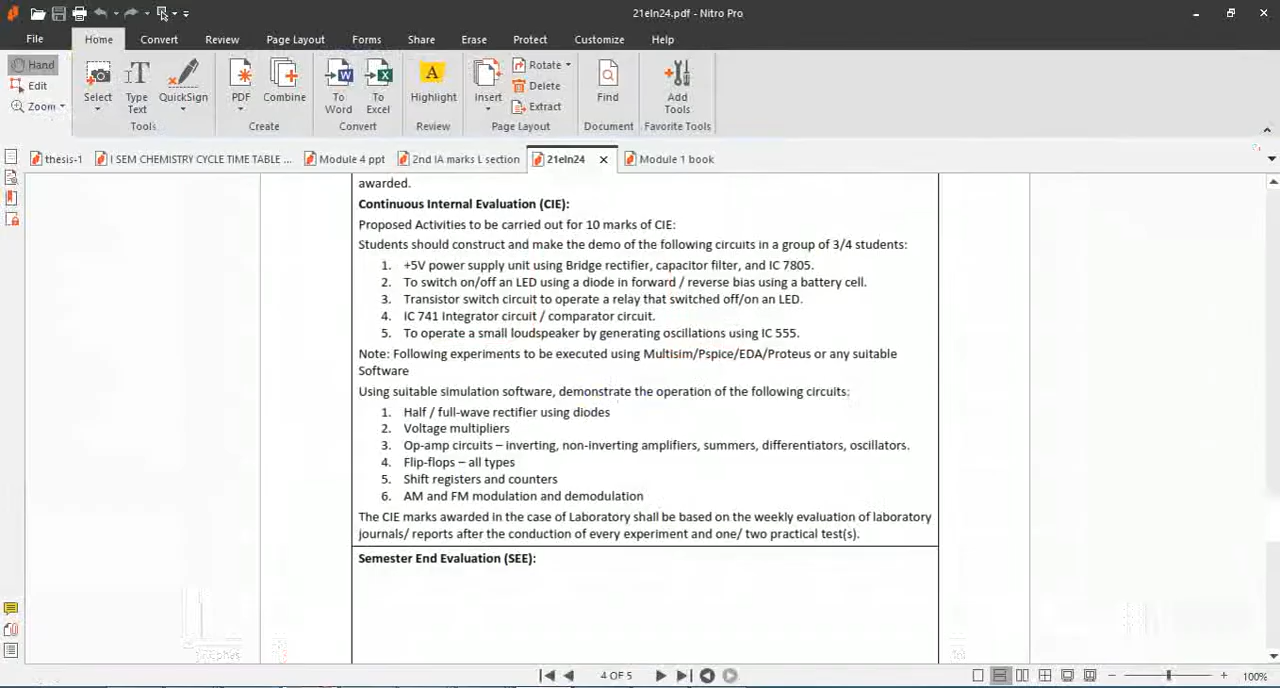 21eln24.pdf - Nitro Pro
File Home Convert Review Page Layout Forms Share Erase Protect Customize Help
Hand
Edit
Zoom
Select
Type Text
QuickSign
Tools
PDF
Combine
Create
To Word
To Excel
Convert
Highlight
Review
Insert
Rotate
Delete
Extract
Page Layout
Find
Document
Add Tools
Favorite Tools
thesis-1 I SEM CHEMISTRY CYCLE TIME TABLE ... Module 4 ppt 2nd IA marks L section 21eln24 Module 1 book
awarded.
Continuous Internal Evaluation (CIE):
Proposed Activities to be carried out for 10 marks of CIE:
Students should construct and make the demo of the following circuits in a group of 3/4 students:
1. +5V power supply unit using Bridge rectifier, capacitor filter, and IC 7805.
2. To switch on/off an LED using a diode in forward / reverse bias using a battery cell.
3. Transistor switch circuit to operate a relay that switched off/on an LED.
4. IC 741 Integrator circuit / comparator circuit.
5. To operate a small loudspeaker by generating oscillations using IC 555.
Note: Following experiments to be executed using Multisim/Pspice/EDA/Proteus or any suitable
Software
Using suitable simulation software, demonstrate the operation of the following circuits:
1. Half / full-wave rectifier using diodes
2. Voltage multipliers
3. Op-amp circuits – inverting, non-inverting amplifiers, summers, differentiators, oscillators.
4. Flip-flops – all types
5. Shift registers and counters
6. AM and FM modulation and demodulation
The CIE marks awarded in the case of Laboratory shall be based on the weekly evaluation of laboratory
journals/ reports after the conduction of every experiment and one/ two practical test(s).
Semester End Evaluation (SEE):
4 OF 5
100%